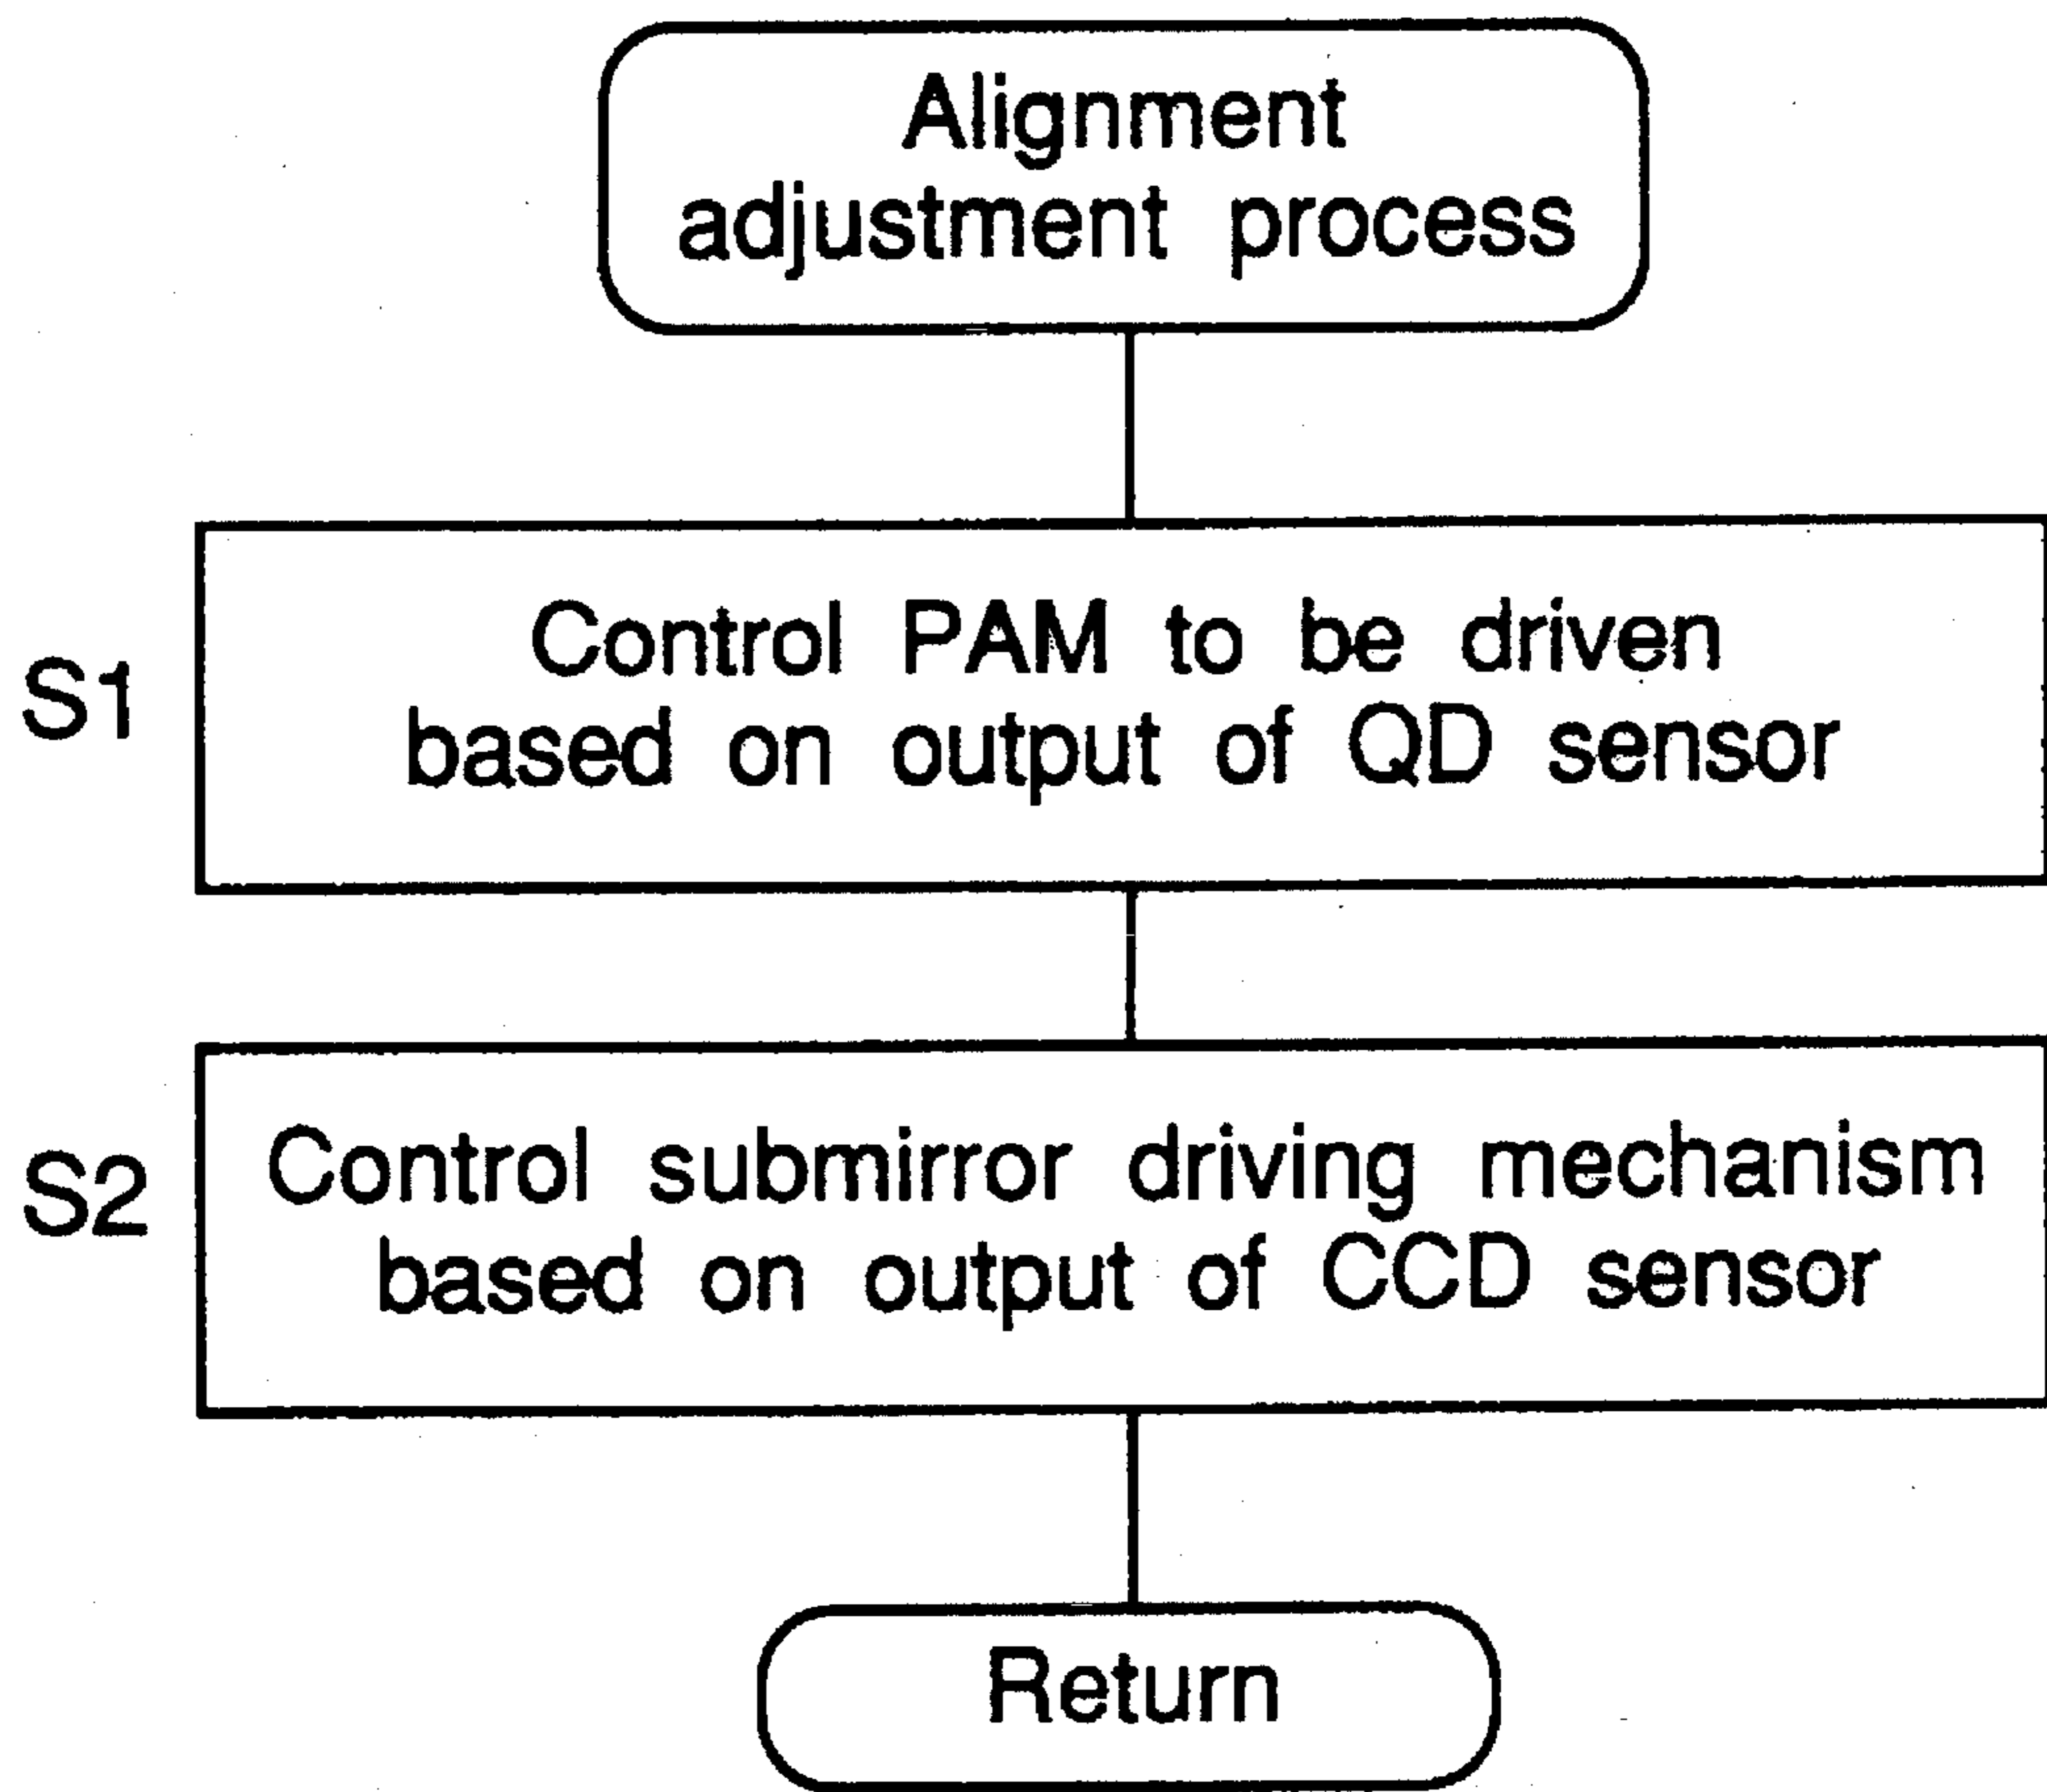 Alignment
adjustment process
S1
Control PAM to be driven
based on output of QD sensor
S2
Control submirror driving mechanism
based on output of CCD sensor
Return